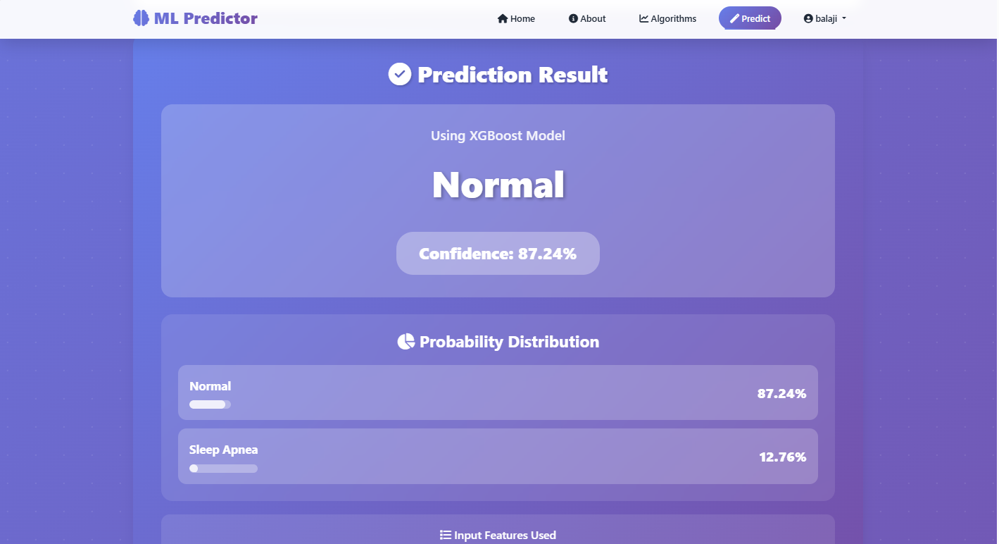 ML Predictor
Home About Algorithms Predict balaji
Prediction Result
Using XGBoost Model
Normal
Confidence: 87.24%
Probability Distribution
Normal
87.24%
Sleep Apnea
12.76%
Input Features Used